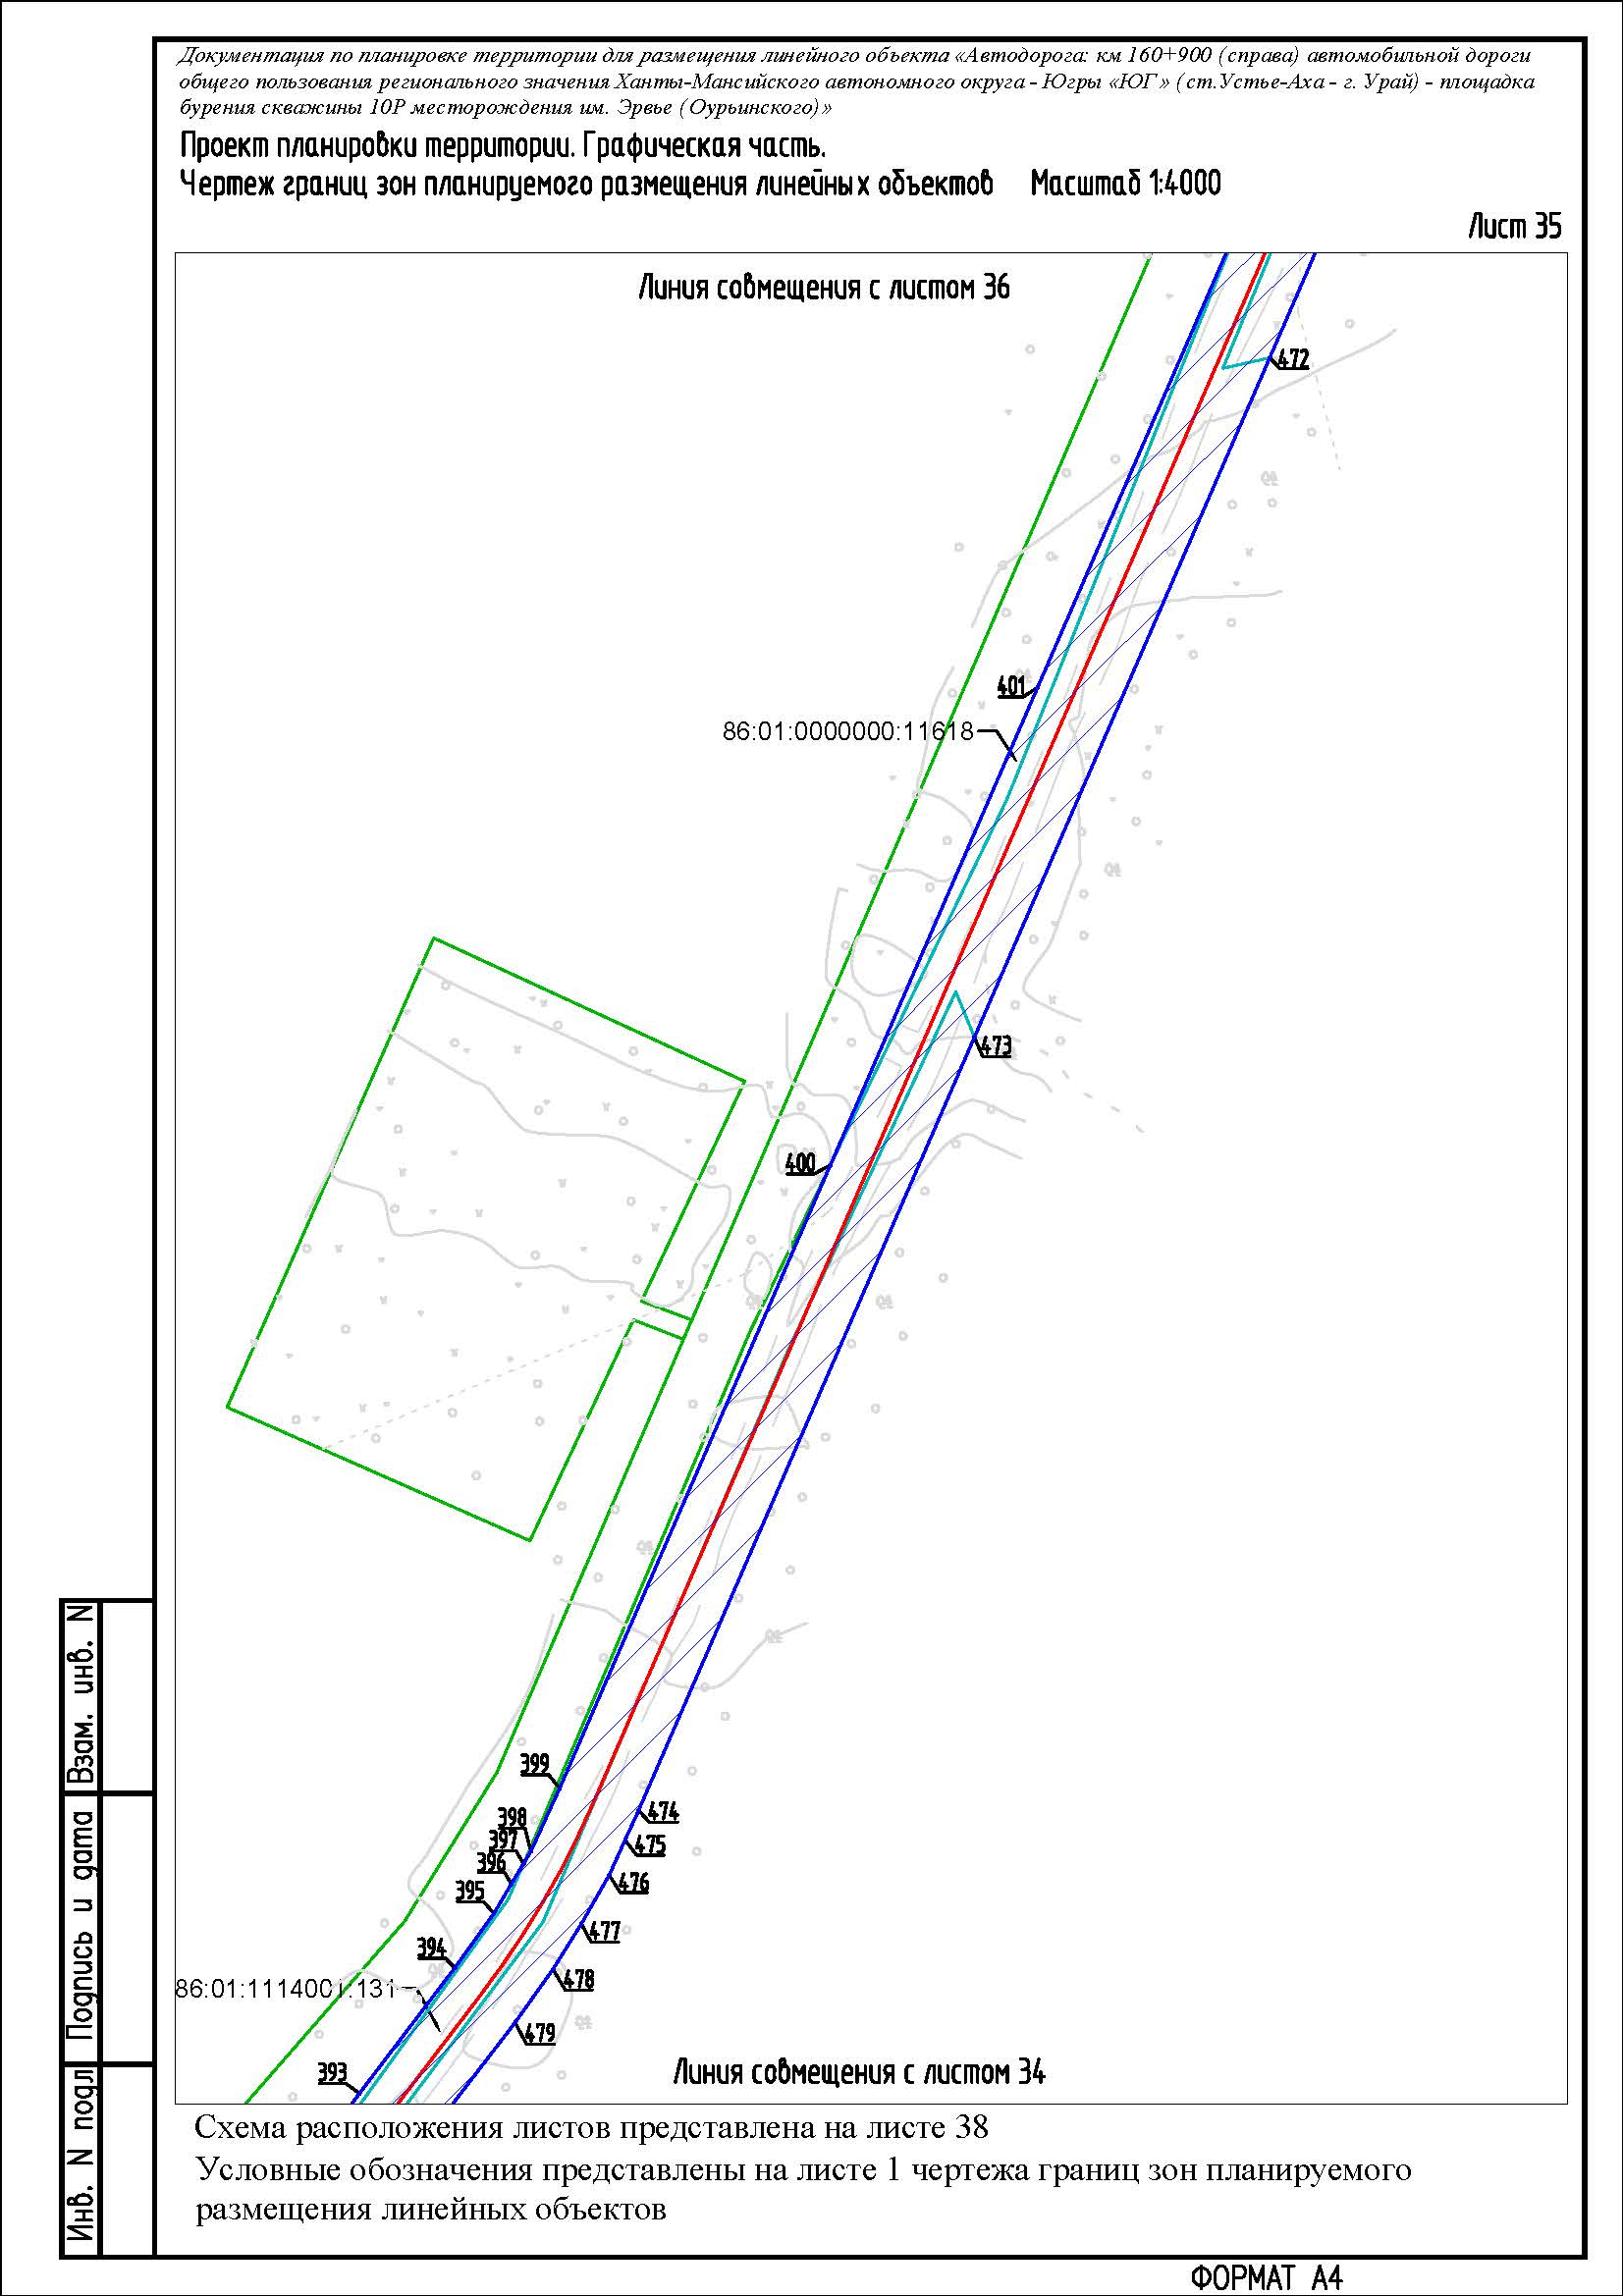 Документация по планировке территории для размещения линейного объекта «Автодорога: км 160+900 (справа) автомобильной дороги
общего пользования регионального значения Ханты-Мансийского автономного округа - Югры «ЮГ» (ст.Устье-Аха - г. Урай) - площадка
бурения скважины 10Р месторождения им. Эрвье (Оурьинского)»
Проект планировки территории. Графическая часть.
Чертеж границ зон планируемого размещения линейных объектов Масштаб 1:4000
Лист 35
Линия совмещения с листом 36
472
401
86:01:0000000:11618
473
400
399
398
474
397
475
396
476
395
477
394
478
86:01:1114001:131
479
393
Линия совмещения с листом 34
Схема расположения листов представлена на листе 38
Условные обозначения представлены на листе 1 чертежа границ зон планируемого
размещения линейных объектов
Взам. инв. N
Подпись и дата
Инв. N подл
ФОРМАТ А4